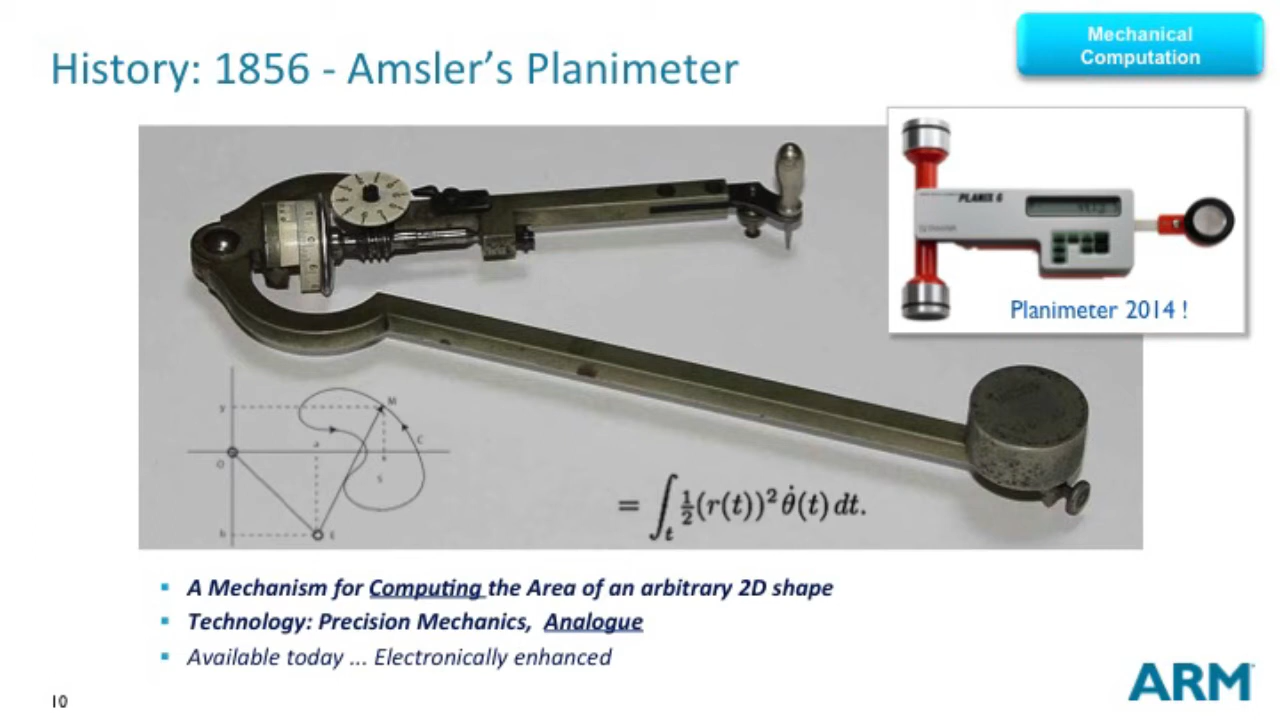 History: 1856 - Amsler's Planimeter
Mechanical
Computation
PLANIX 6
Planimeter 2014 !
y
M
a
C
O
S
b
= ∫t ½(r(t))² θ̇(t) dt.
▪ A Mechanism for Computing the Area of an arbitrary 2D shape
▪ Technology: Precision Mechanics, Analogue
▪ Available today ... Electronically enhanced
10
ARM